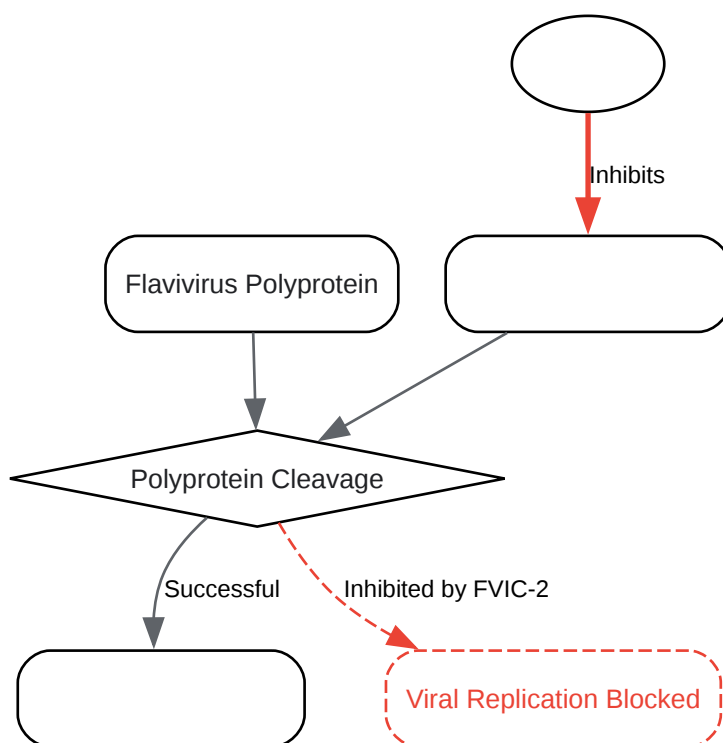 Inhibits
Flavivirus Polyprotein
Polyprotein Cleavage
Successful
Inhibited by FVIC-2
Viral Replication Blocked